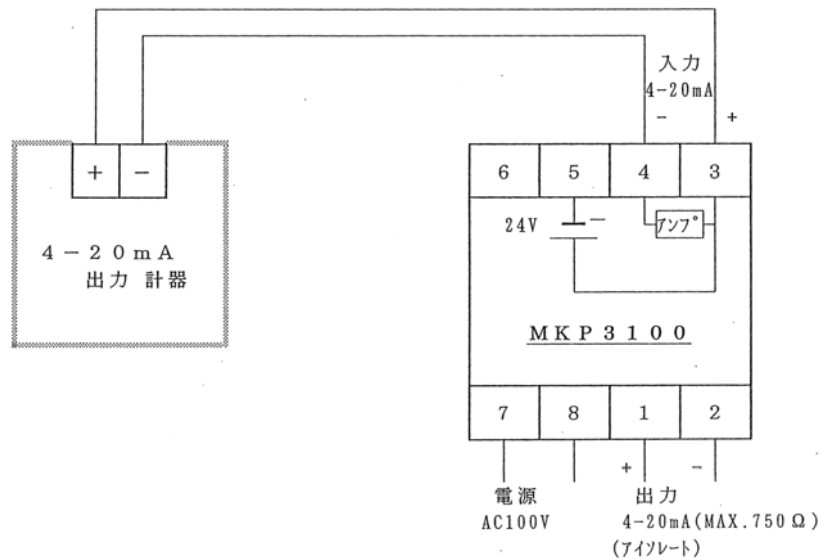 入力
4-20mA
- +
+ -
6 5 4 3
24V - アンプ
4-20mA
出力 計器
MKP3100
7 8 1 2
+ -
電源 出力
AC100V 4-20mA(MAX.750Ω)
(アイソレート)